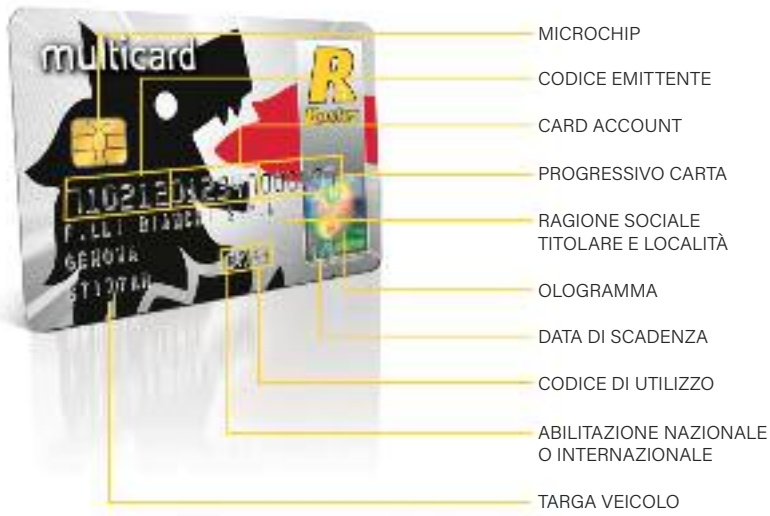 multicard
R
Routex
GENOVA
MICROCHIP
CODICE EMITTENTE
CARD ACCOUNT
PROGRESSIVO CARTA
RAGIONE SOCIALE
TITOLARE E LOCALITÀ
OLOGRAMMA
DATA DI SCADENZA
CODICE DI UTILIZZO
ABILITAZIONE NAZIONALE
O INTERNAZIONALE
TARGA VEICOLO